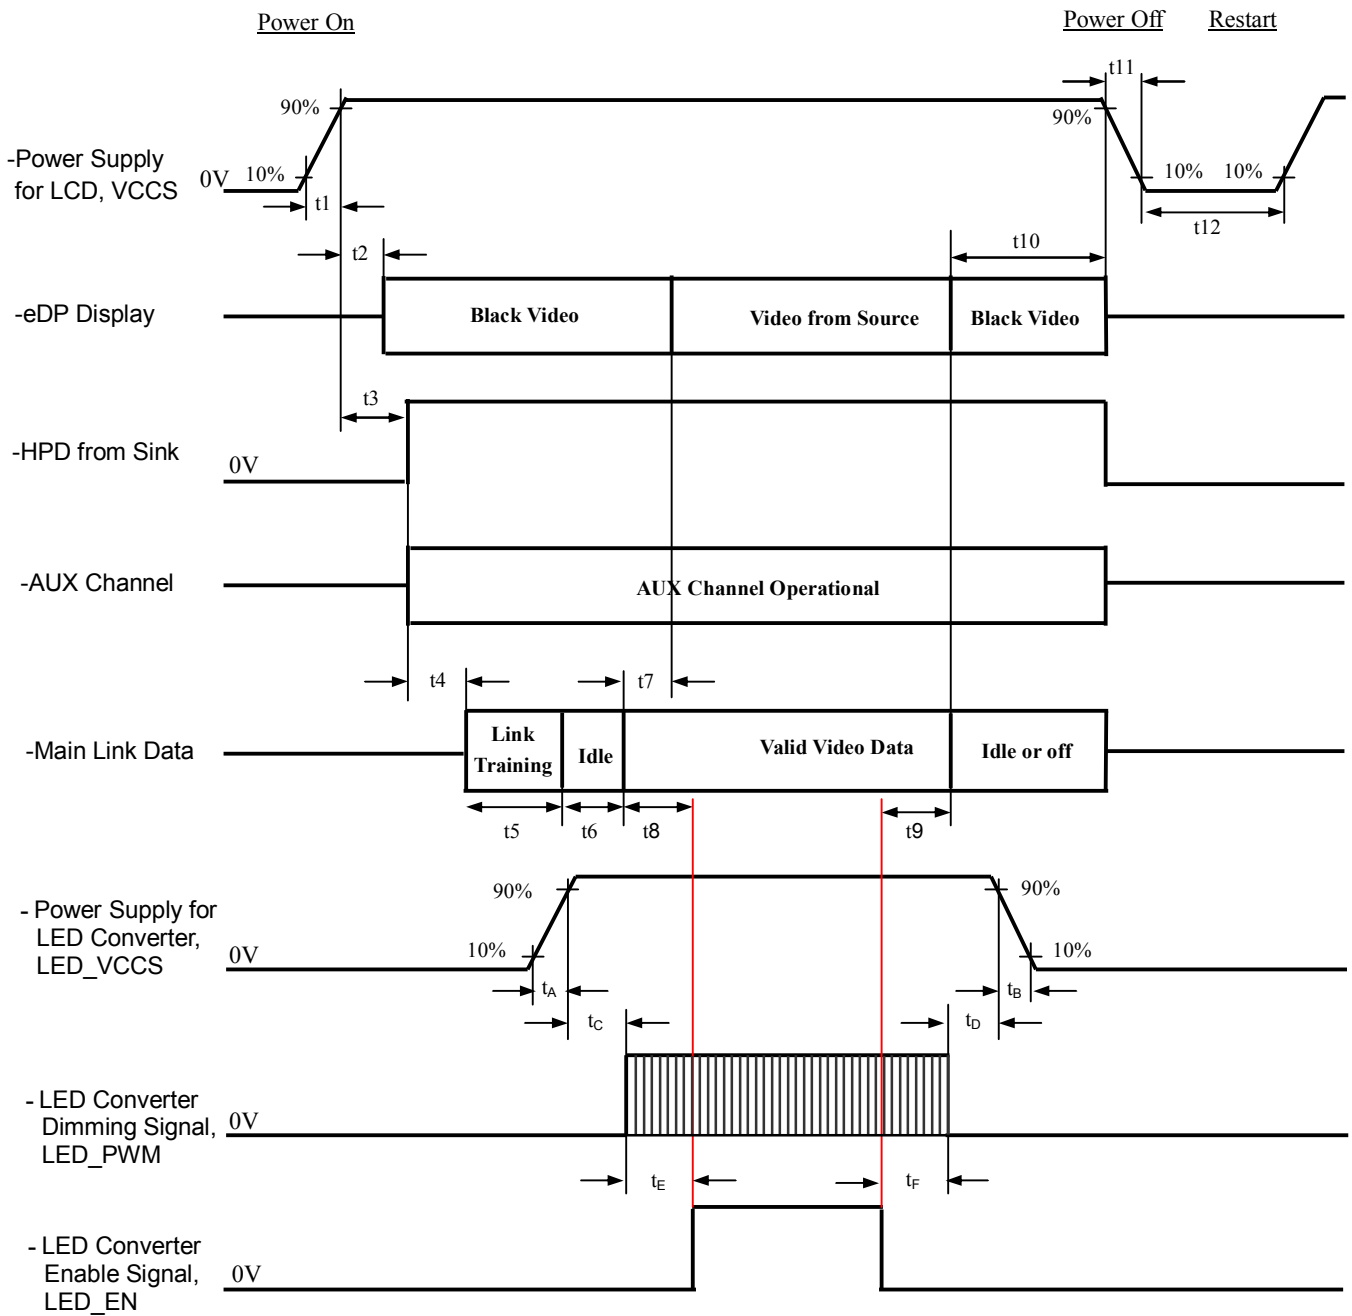 Power On
Power Off
Restart
t11
90%
90%
-Power Supply
for LCD, VCCS
0V
10%
10%
10%
t1
t12
t2
t10
-eDP Display
Black Video
Video from Source
Black Video
t3
-HPD from Sink
0V
-AUX Channel
AUX Channel Operational
t4
t7
-Main Link Data
Link
Training
Idle
Valid Video Data
Idle or off
t5
t6
t8
t9
90%
90%
- Power Supply for
LED Converter,
LED_VCCS
0V
10%
10%
tA
tB
tC
tD
- LED Converter
Dimming Signal,
LED_PWM
0V
tE
tF
- LED Converter
Enable Signal,
LED_EN
0V